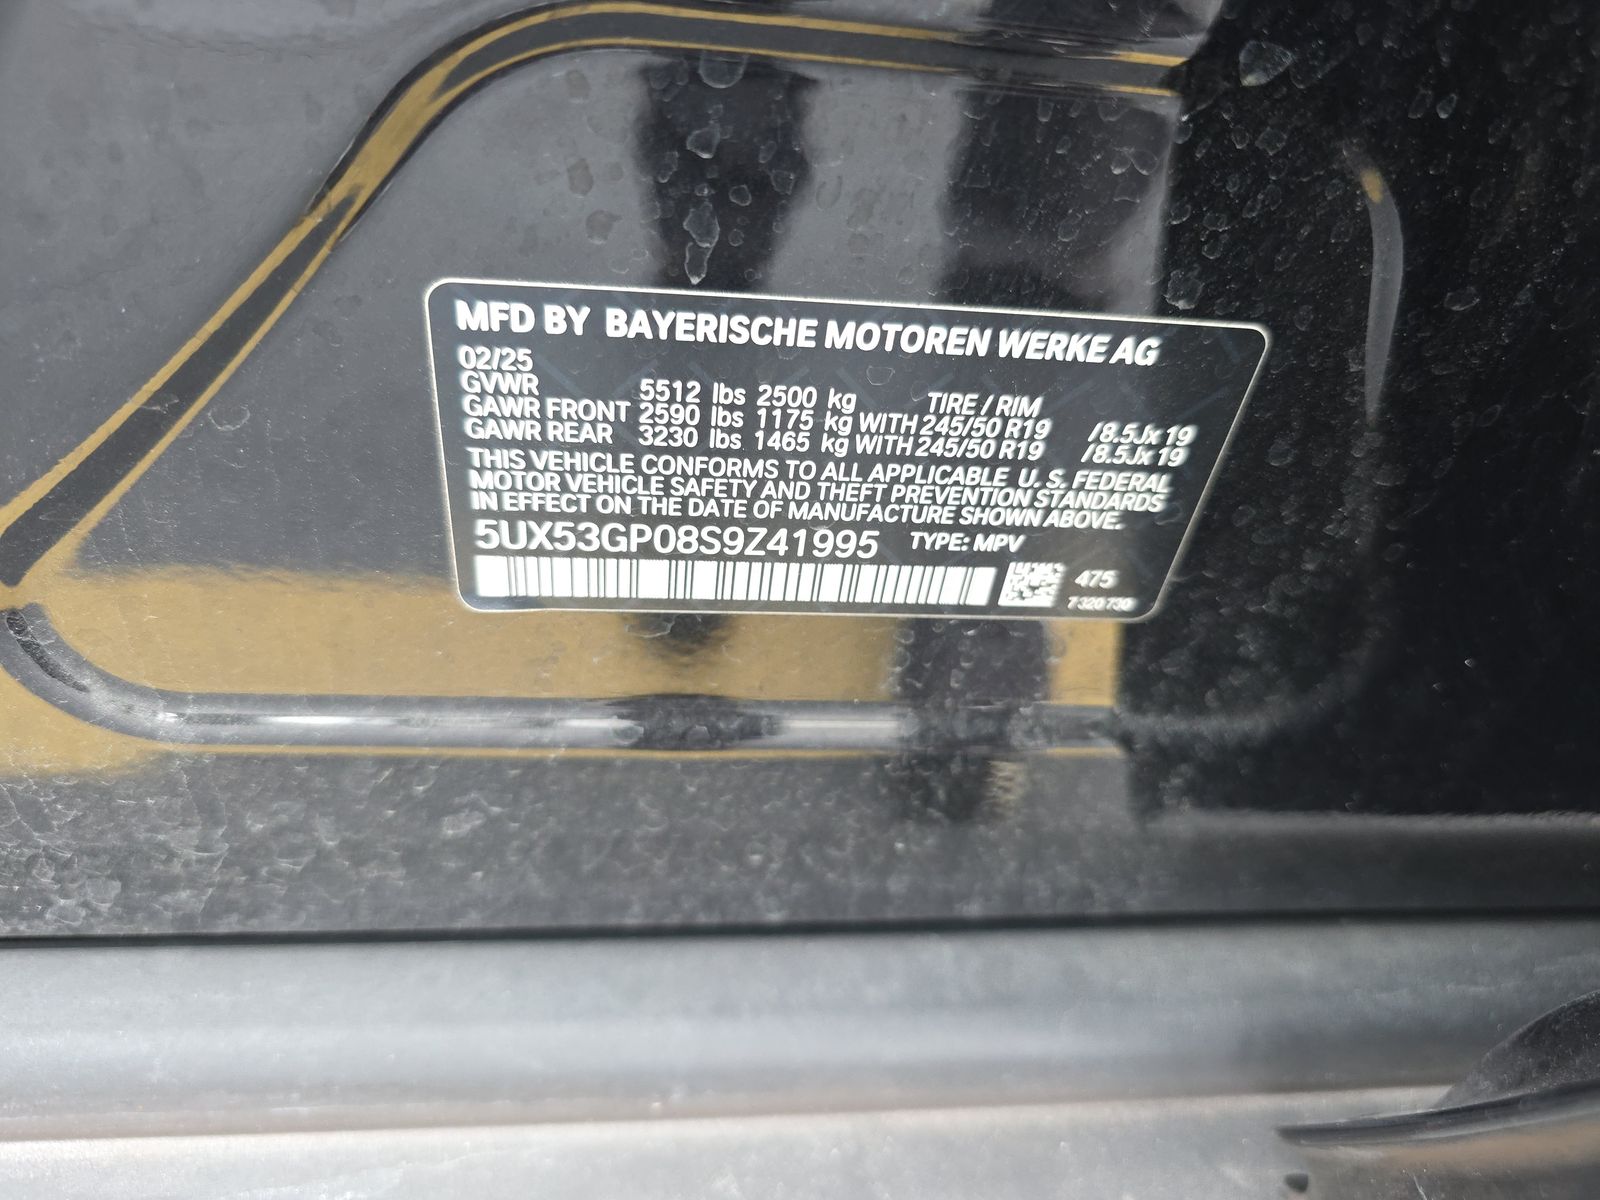 MFD BY BAYERISCHE MOTOREN WERKE AG
02/25
GVWR 5512 lbs 2500 kg TIRE / RIM
GAWR FRONT 2590 lbs 1175 kg WITH 245/50 R19 /8.5Jx19
GAWR REAR 3230 lbs 1465 kg WITH 245/50 R19 /8.5Jx19
THIS VEHICLE CONFORMS TO ALL APPLICABLE U. S. FEDERAL
MOTOR VEHICLE SAFETY AND THEFT PREVENTION STANDARDS
IN EFFECT ON THE DATE OF MANUFACTURE SHOWN ABOVE.
5UX53GP08S9Z41995 TYPE: MPV
475
7320730